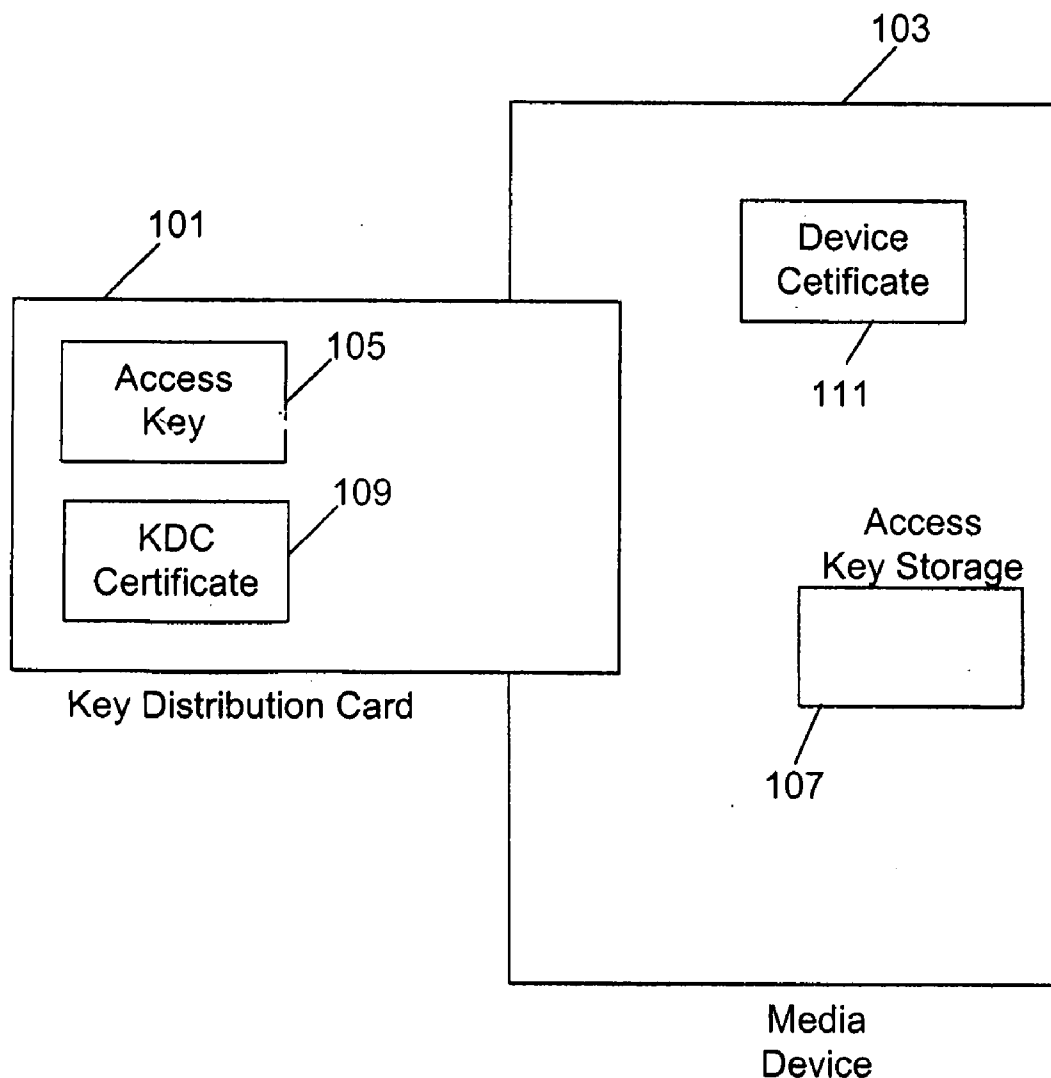 103
101
Device
Cetificate
111
105
Access
Key
109
KDC
Certificate
Access
Key Storage
107
Key Distribution Card
Media
Device